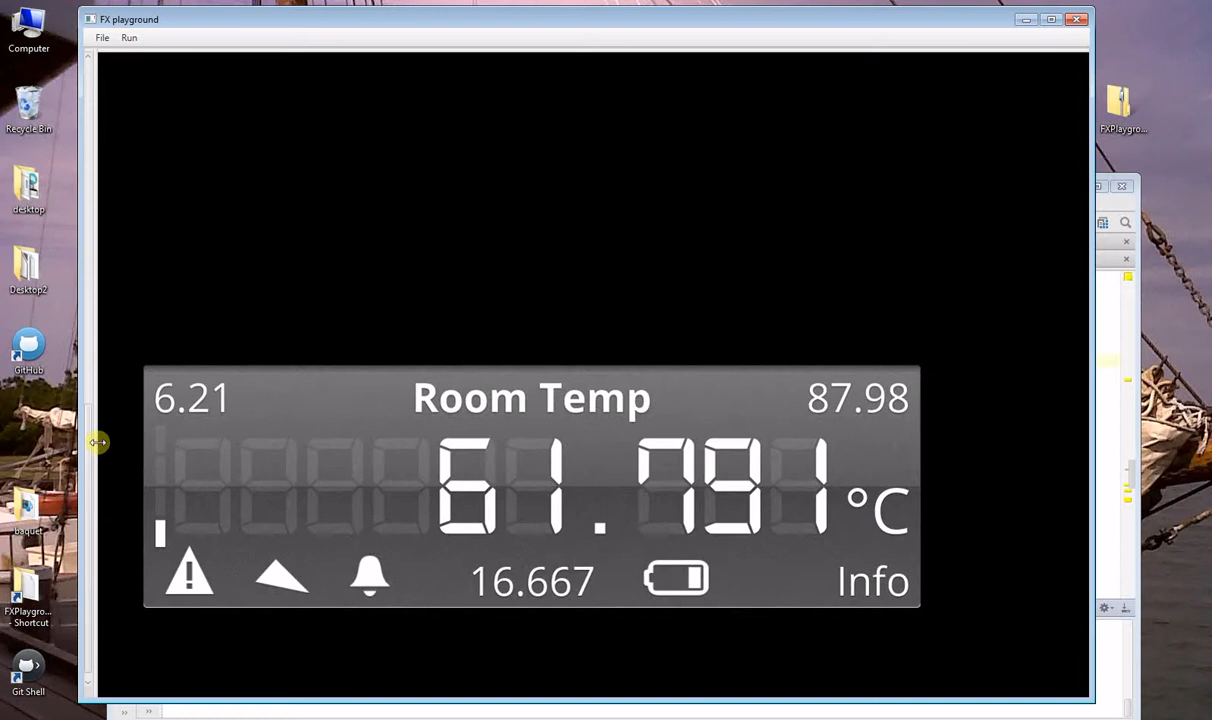 FX playground
File Run
Computer
Recycle Bin
desktop
Desktop2
GitHub
baquet
FXPlaygro...
- Shortcut
Git Shell
FXPlaygro...
6.21 Room Temp 87.98
61.791 °C
16.667 Info